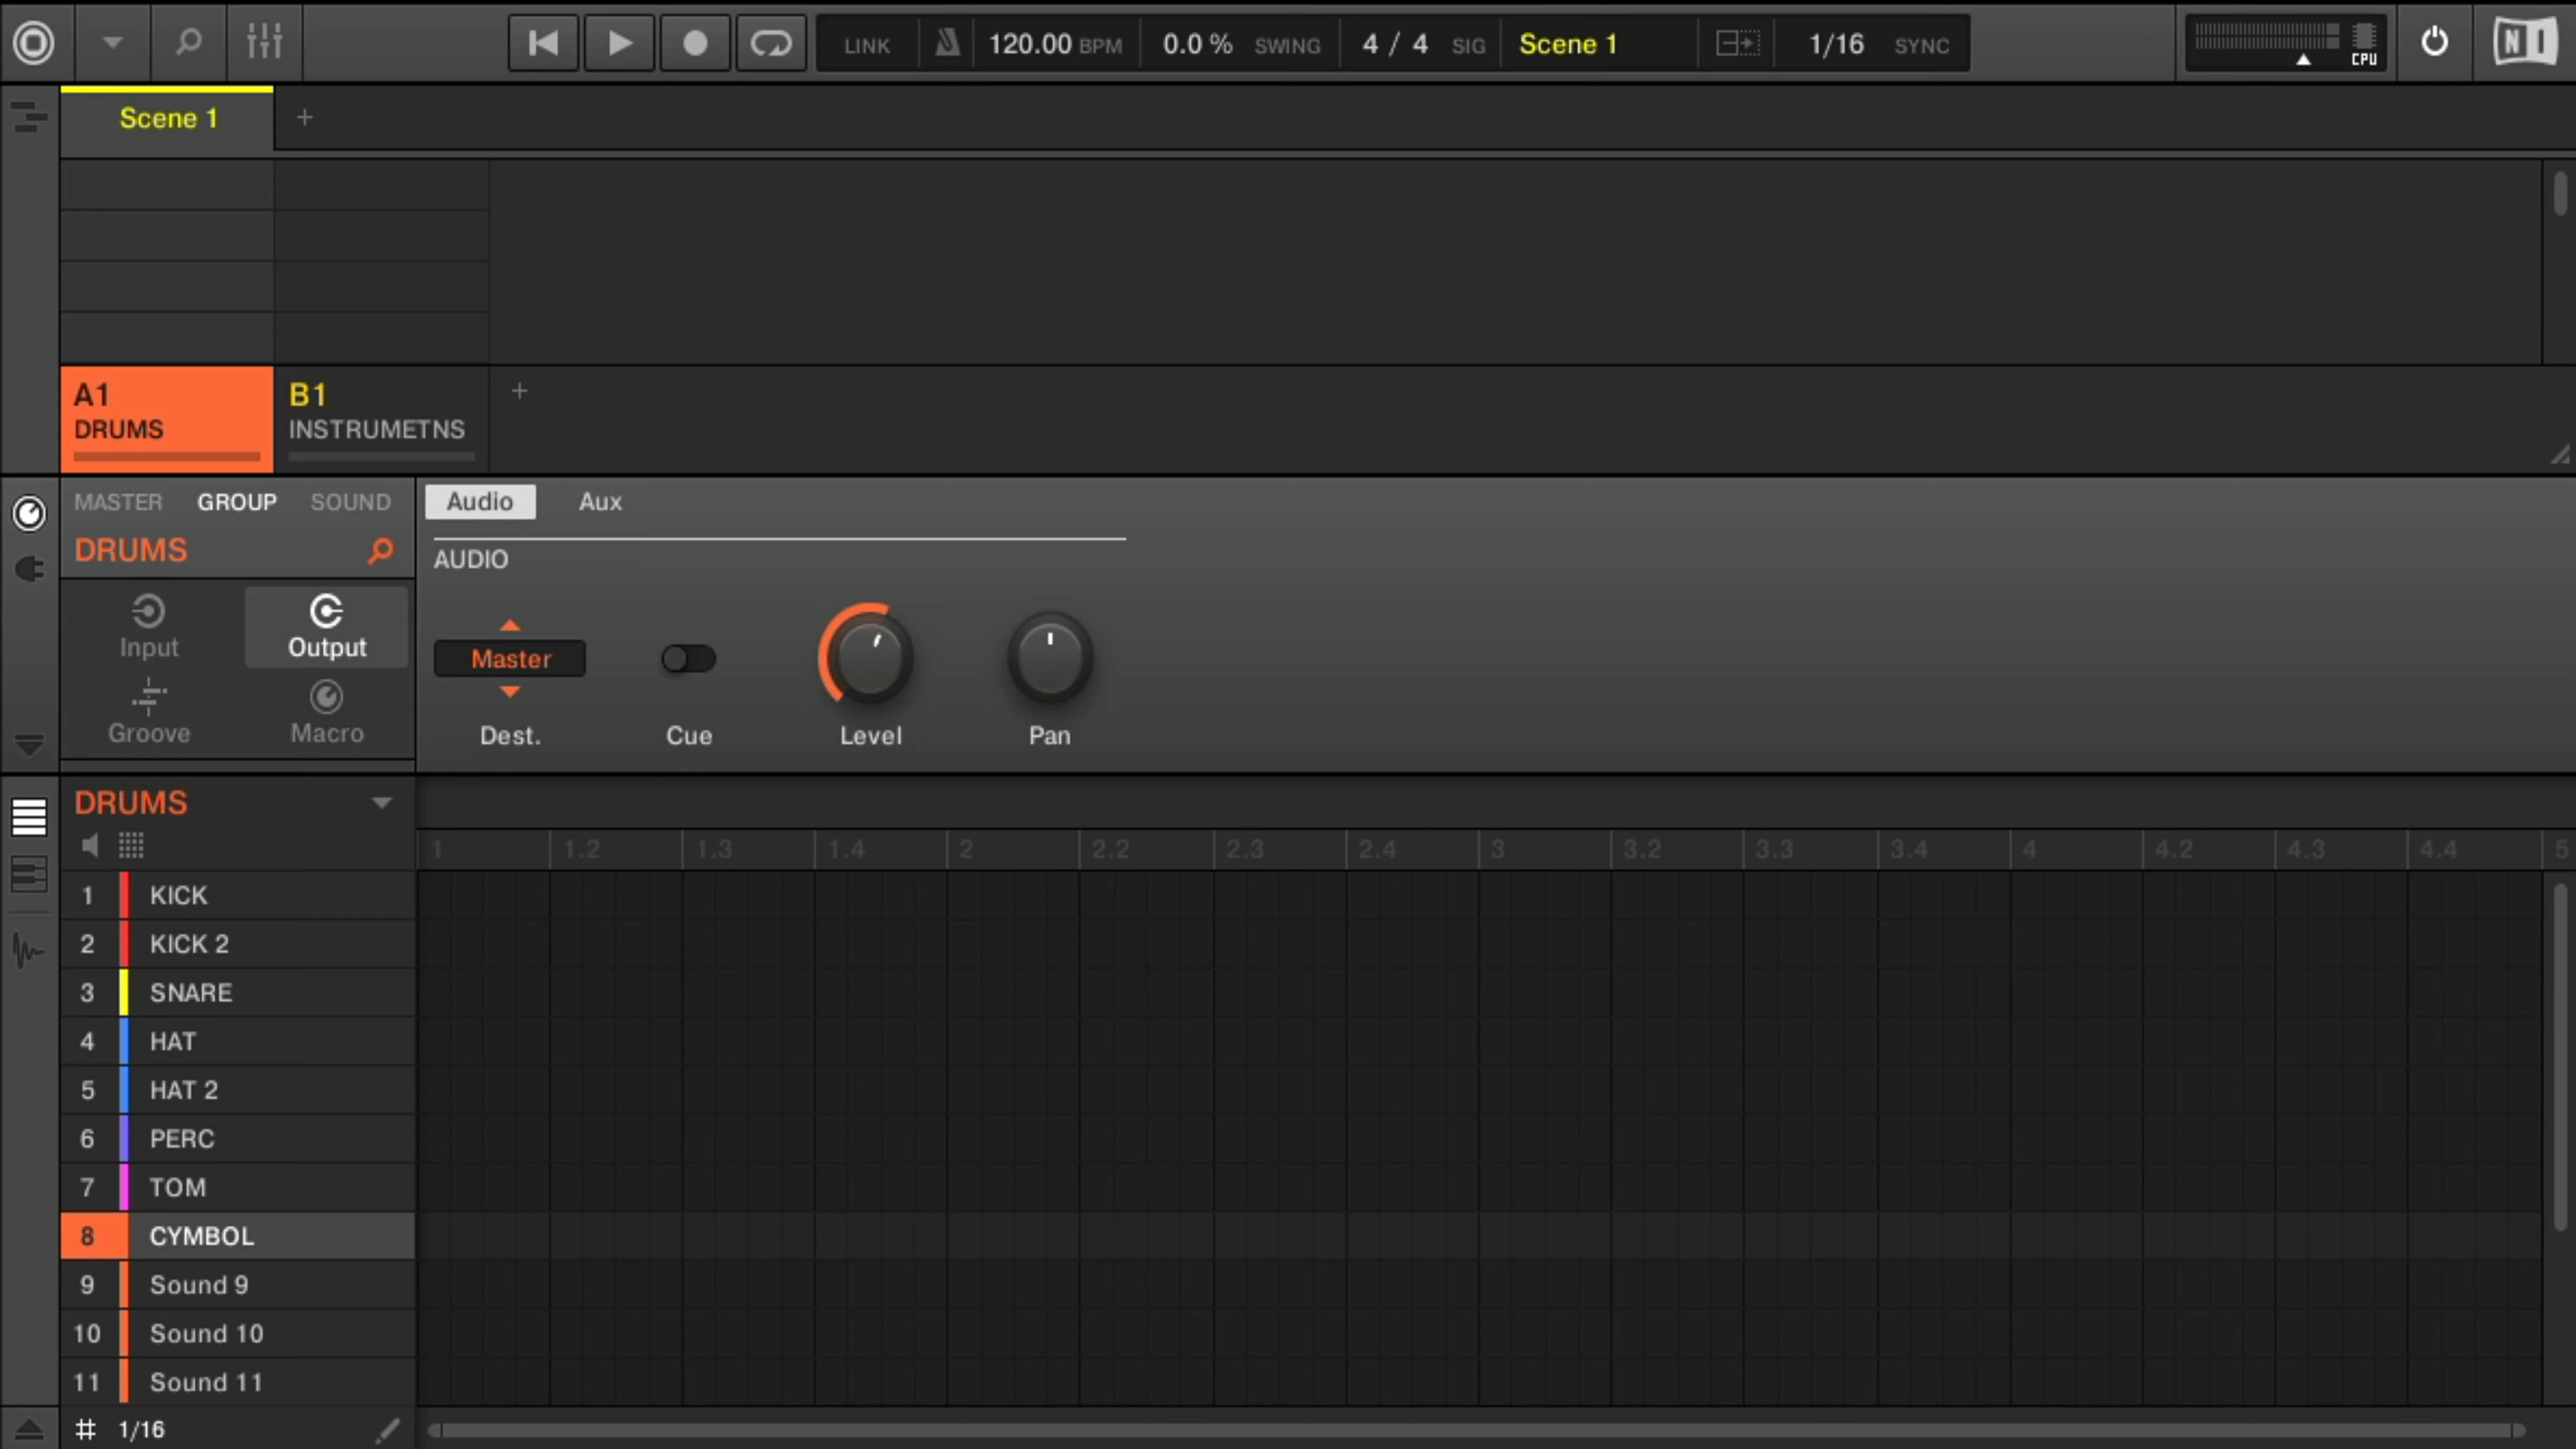 LINK 120.00 BPM 0.0 % SWING 4 / 4 SIG Scene 1 1/16 SYNC CPU NI
Scene 1 +
A1 B1 +
DRUMS INSTRUMETNS
MASTER GROUP SOUND Audio Aux
DRUMS AUDIO
Input Output Master
Groove Macro Dest. Cue Level Pan
DRUMS
1 1.2 1.3 1.4 2 2.2 2.3 2.4 3 3.2 3.3 3.4 4 4.2 4.3 4.4 5
1 KICK
2 KICK 2
3 SNARE
4 HAT
5 HAT 2
6 PERC
7 TOM
8 CYMBOL
9 Sound 9
10 Sound 10
11 Sound 11
# 1/16